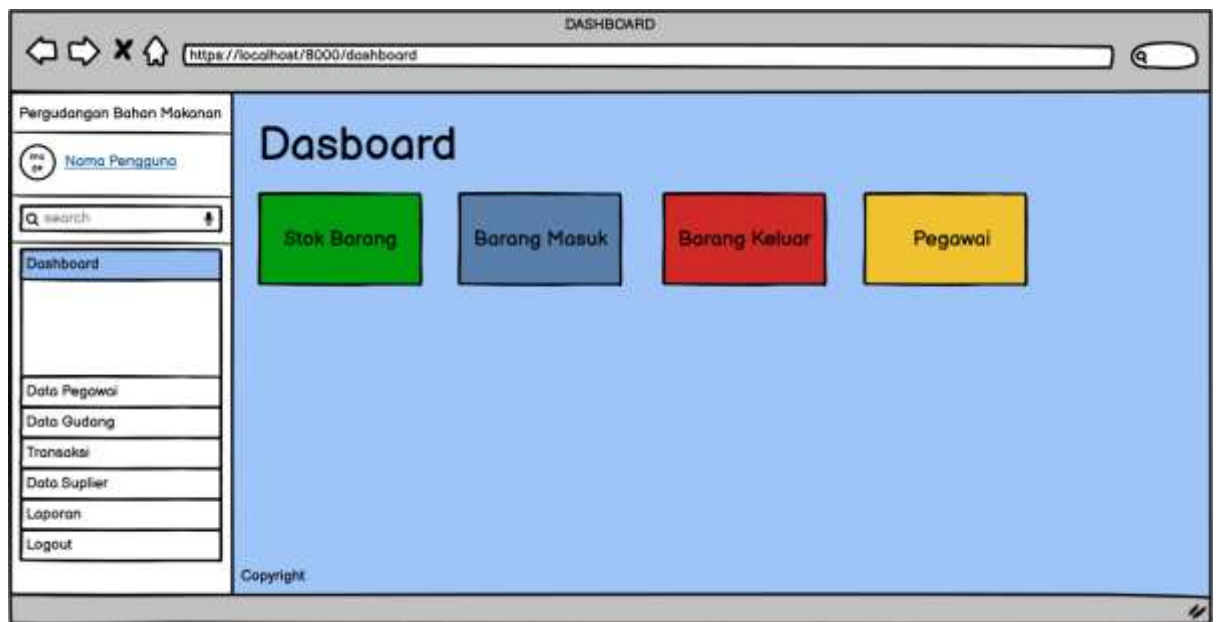 DASHBOARD
https://localhost/8000/dashboard
Pergudangan Bahan Makanan
Nama Pengguna
search
Dashboard
Data Pegawai
Data Gudang
Transaksi
Data Suplier
Laporan
Logout
Dasboard
Stok Barang
Barang Masuk
Barang Keluar
Pegawai
Copyright